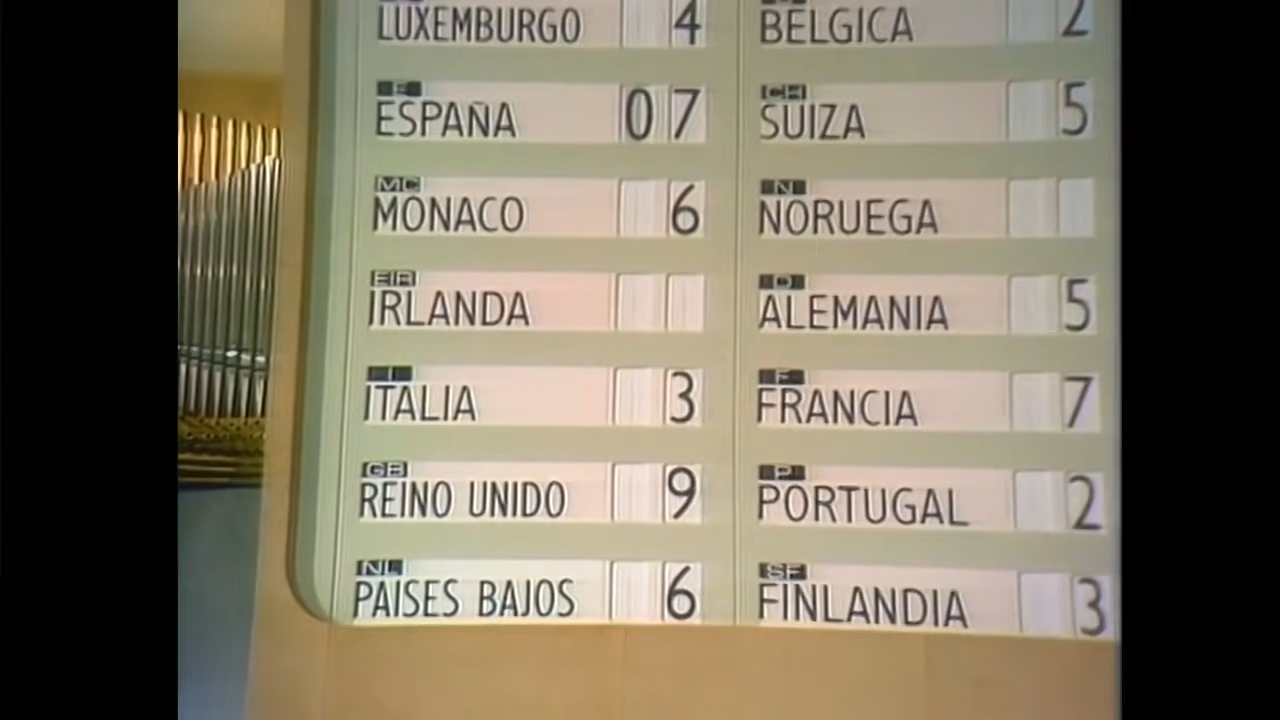 LUXEMBURGO 4
E
ESPAÑA 07
MC
MONACO 6
EIR
IRLANDA
I
ITALIA 3
GB
REINO UNIDO 9
NL
PAISES BAJOS 6
BELGICA 2
CH
SUIZA 5
N
NORUEGA
D
ALEMANIA 5
F
FRANCIA 7
P
PORTUGAL 2
SF
FINLANDIA 3